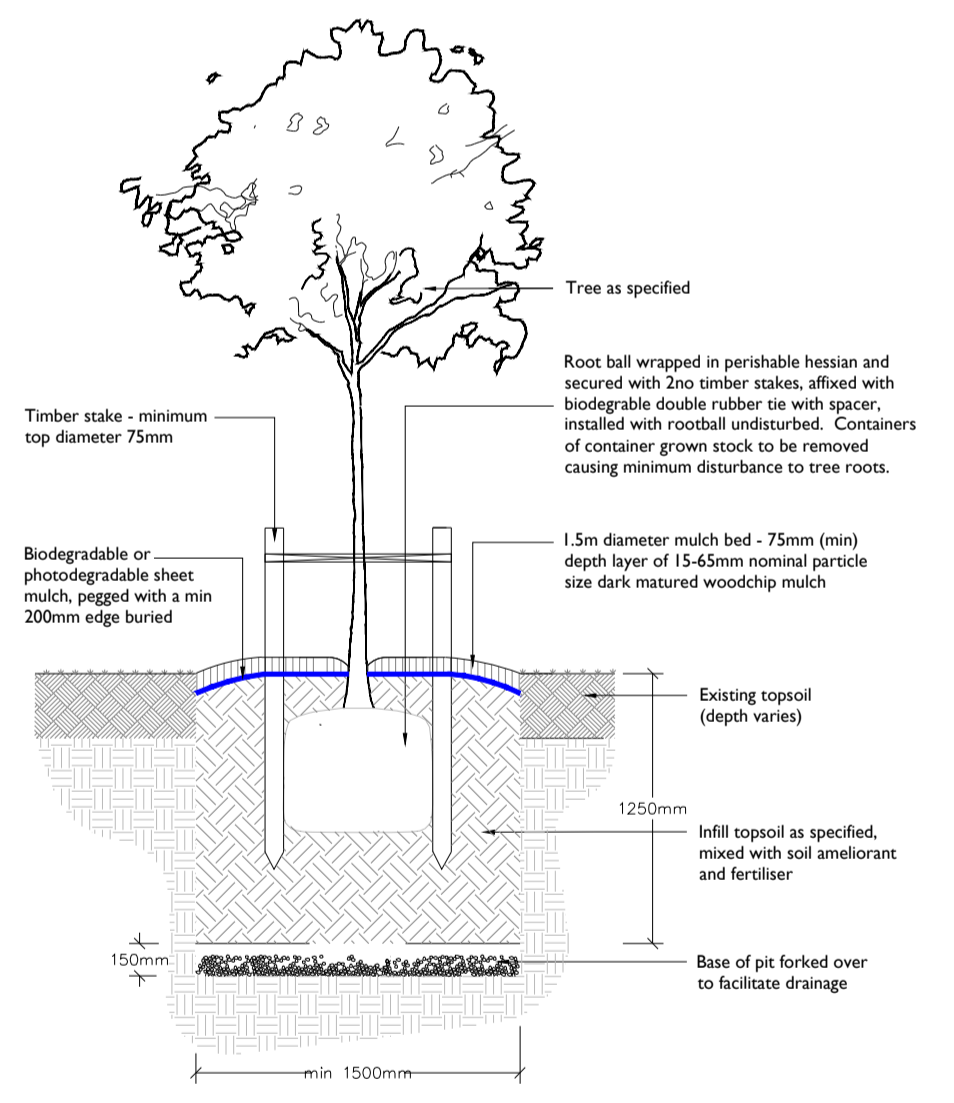 Tree as specified
Root ball wrapped in perishable hessian and
secured with 2no timber stakes, affixed with
biodegrable double rubber tie with spacer,
installed with rootball undisturbed. Containers
of container grown stock to be removed
causing minimum disturbance to tree roots.
Timber stake - minimum
top diameter 75mm
1.5m diameter mulch bed - 75mm (min)
depth layer of 15-65mm nominal particle
size dark matured woodchip mulch
Biodegradable or
photodegradable sheet
mulch, pegged with a min
200mm edge buried
Existing topsoil
(depth varies)
1250mm
Infill topsoil as specified,
mixed with soil ameliorant
and fertiliser
150mm
Base of pit forked over
to facilitate drainage
min 1500mm